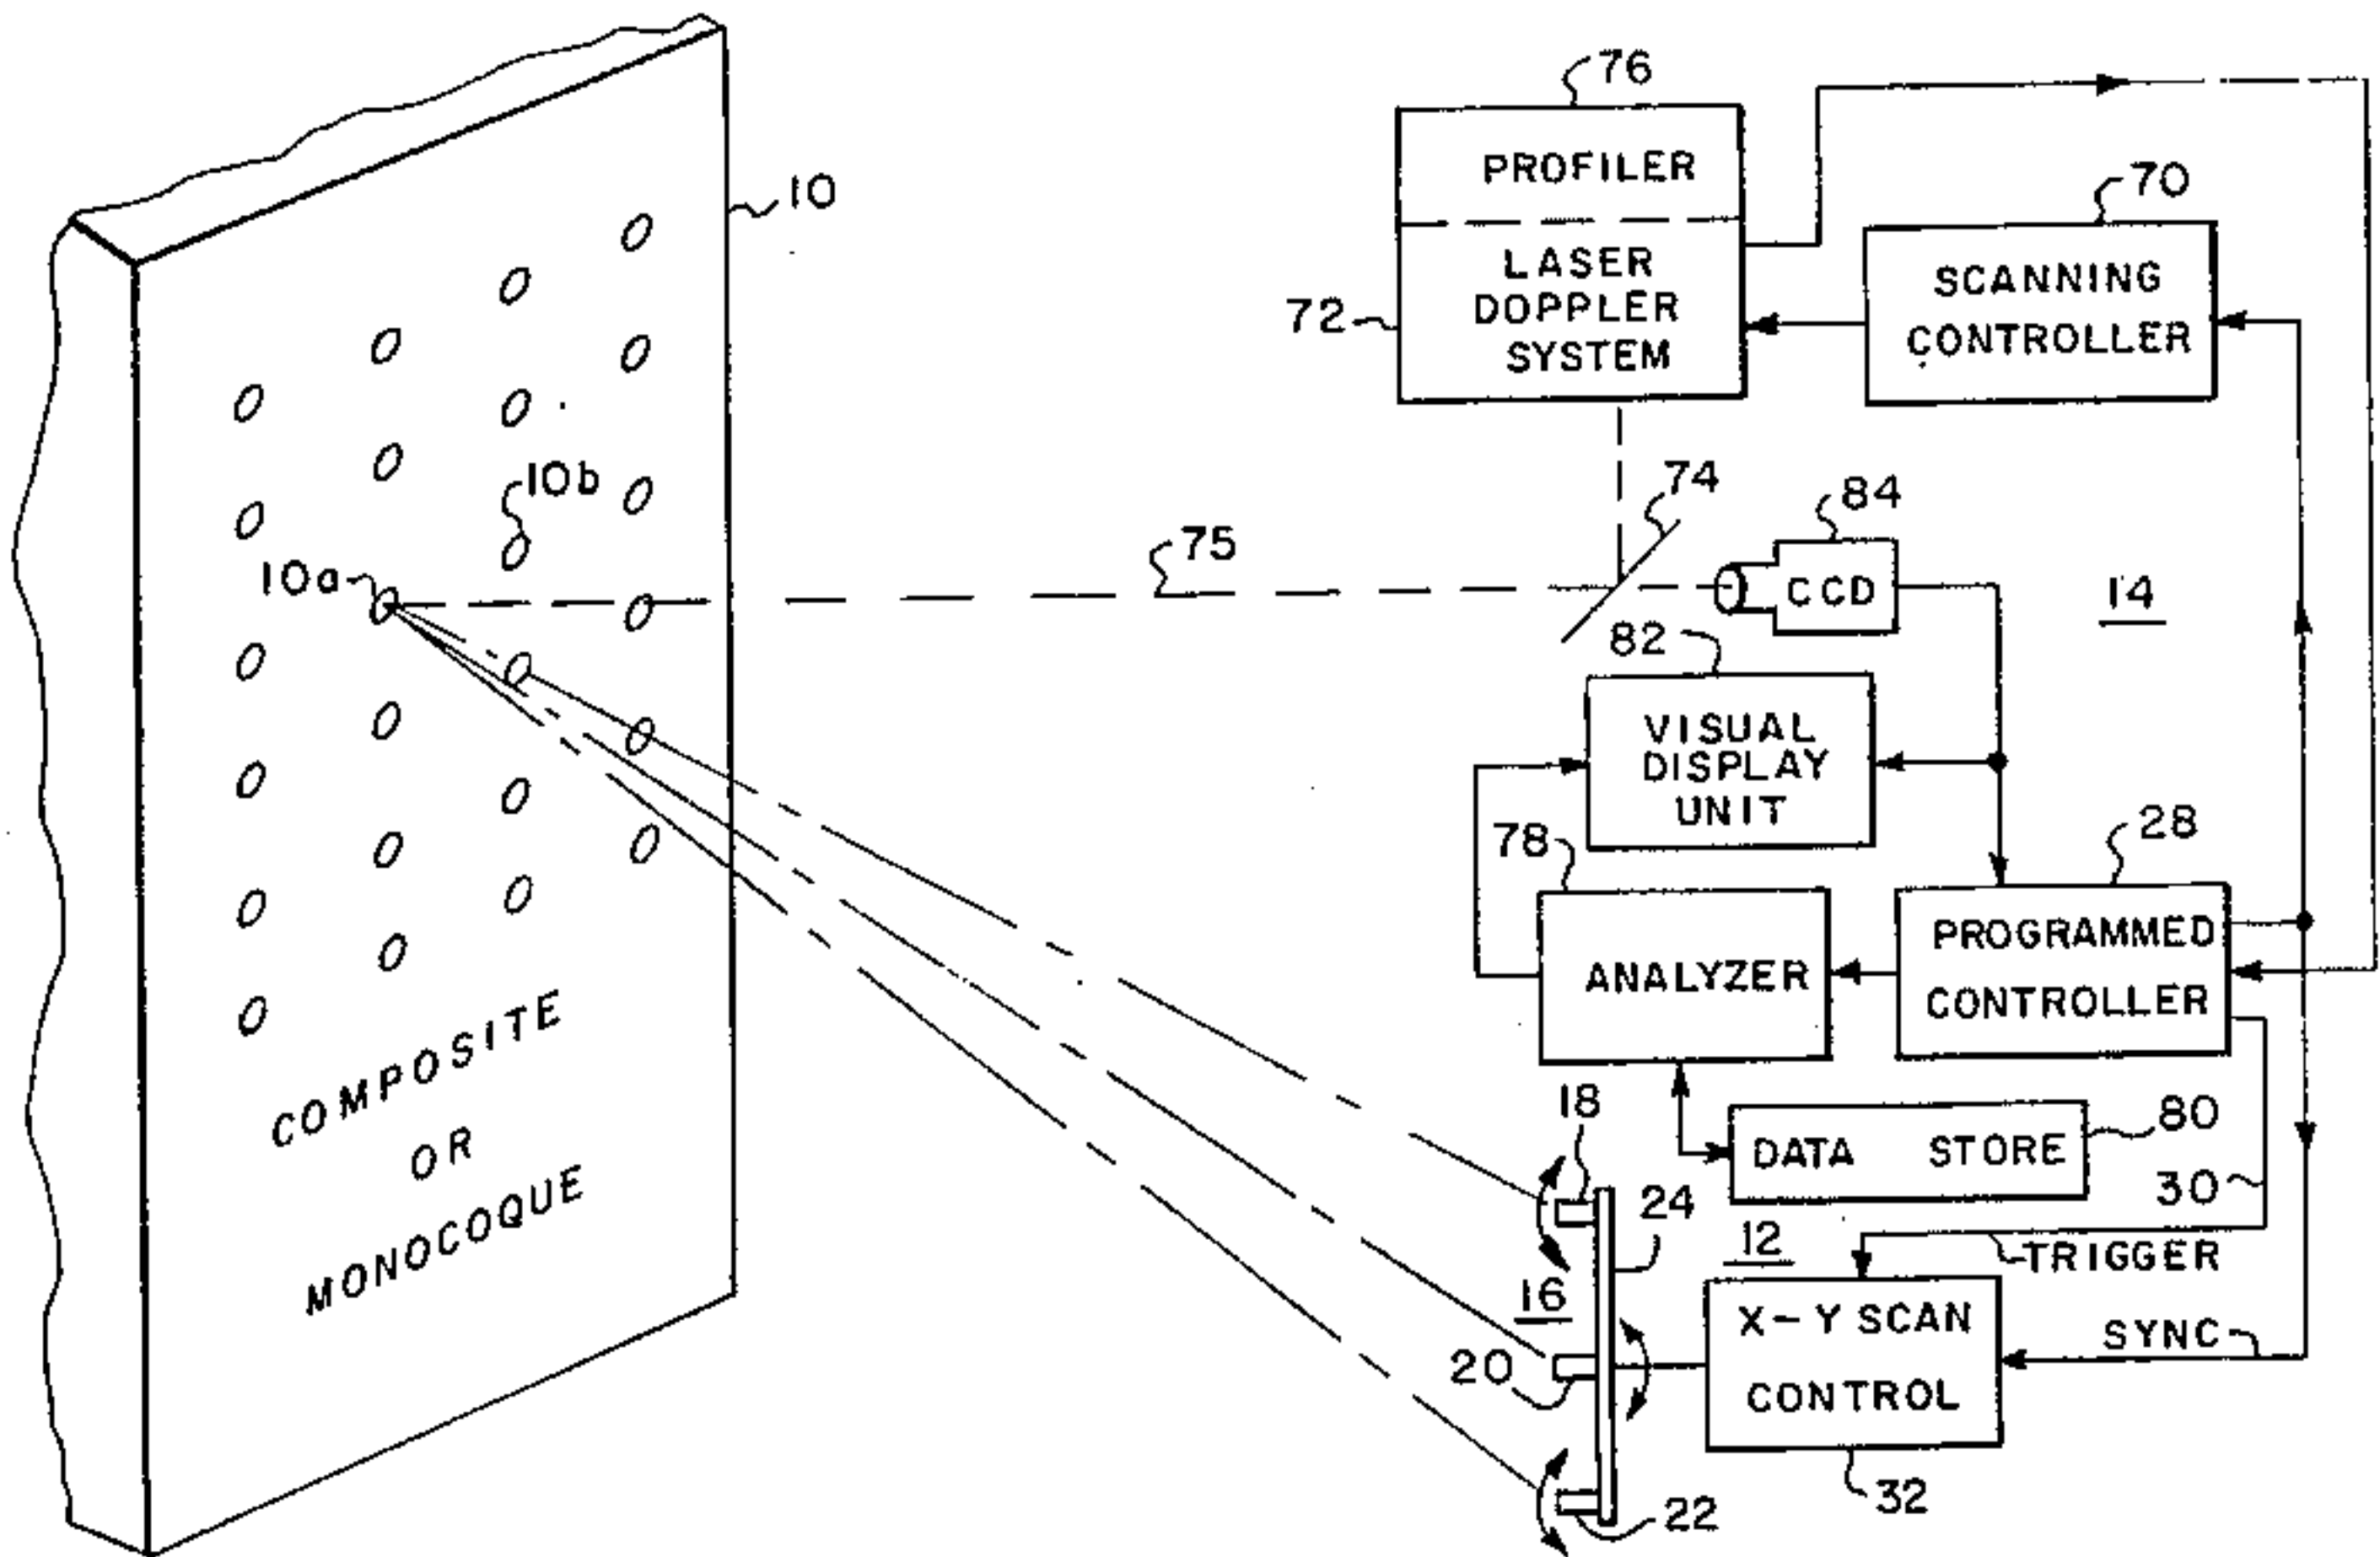 76
PROFILER
LASER
DOPPLER
SYSTEM
72
70
SCANNING
CONTROLLER
10
10b
10a
75
74
84
CCD
14
82
VISUAL
DISPLAY
UNIT
78
ANALYZER
28
PROGRAMMED
CONTROLLER
DATA STORE
80
30
18
24
12
TRIGGER
16
X-Y SCAN
CONTROL
SYNC
20
22
32
COMPOSITE
OR
MONOCOQUE